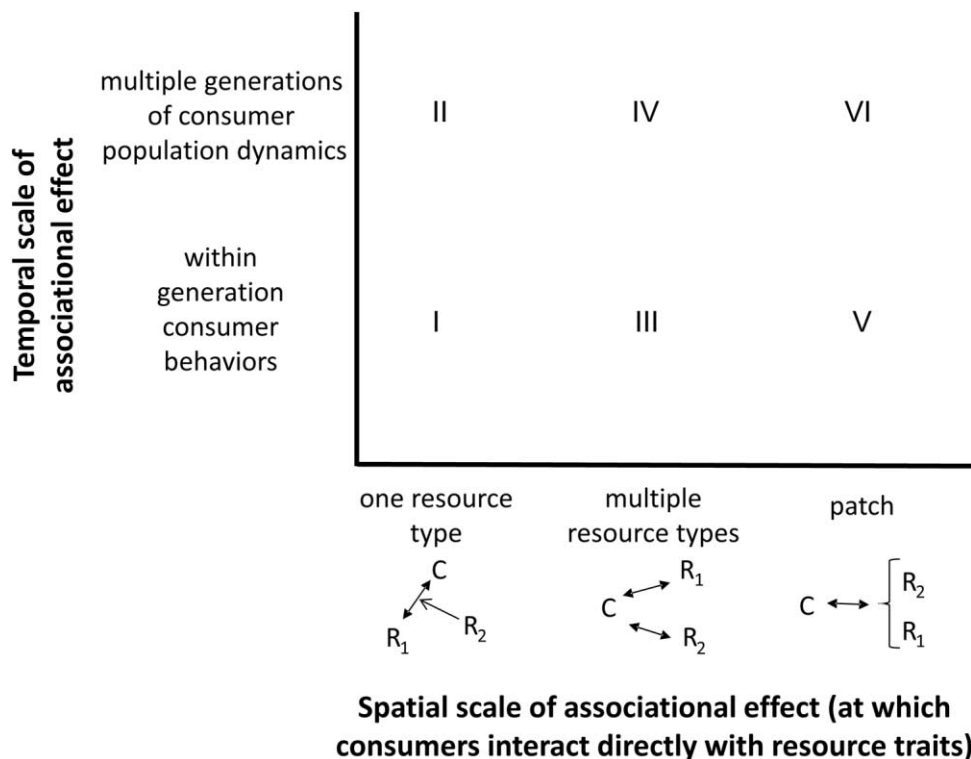 Temporal scale of
associational effect
multiple generations
of consumer
population dynamics
II IV VI
within
generation
consumer
behaviors
I III V
one resource
type
multiple
resource types
patch
C
R₁ R₂
C R₁
R₂
C R₂
R₁
Spatial scale of associational effect (at which
consumers interact directly with resource traits)